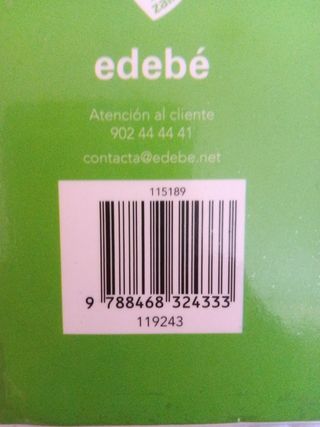 edebé
Atención al cliente
902 44 44 41
contacta@edebe.net
115189
9 788468 324333
119243